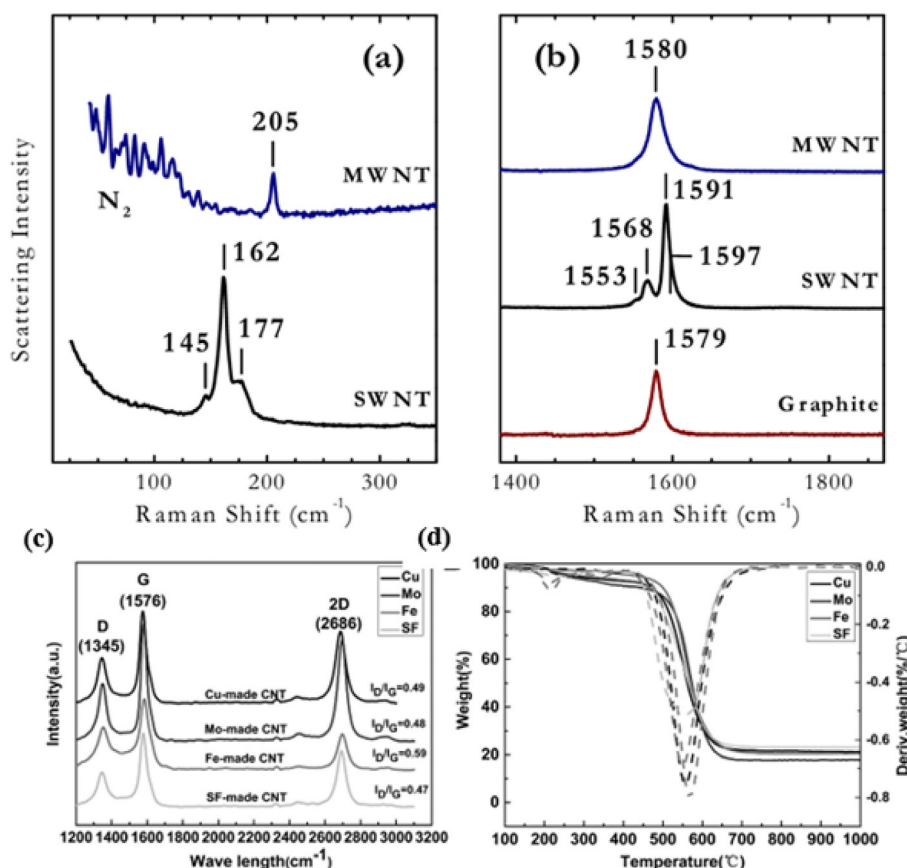 (a)
205
MWNT
N2
162
145
177
SWNT
100
200
300
Raman Shift (cm-1)
Scattering Intensity
(b)
1580
MWNT
1591
1568
1597
1553
SWNT
1579
Graphite
1400
1600
1800
Raman Shift (cm-1)
(c)
Cu
Mo
Fe
SF
D
(1345)
G
(1576)
2D
(2686)
Cu-made CNT
ID/IG=0.49
Mo-made CNT
ID/IG=0.48
Fe-made CNT
ID/IG=0.59
SF-made CNT
ID/IG=0.47
1200 1600 1800 2200 2600 2800 3100
Wave length(cm-1)
Intensity(a.u.)
(d)
Cu
Mo
Fe
SF
100
80
60
40
20
0
Weight(%)
0.0
-0.2
-0.4
-0.6
-0.8
Deriv.weight(%/℃)
100 200 300 400 500 600 700 800 900 1000
Temperature(℃)